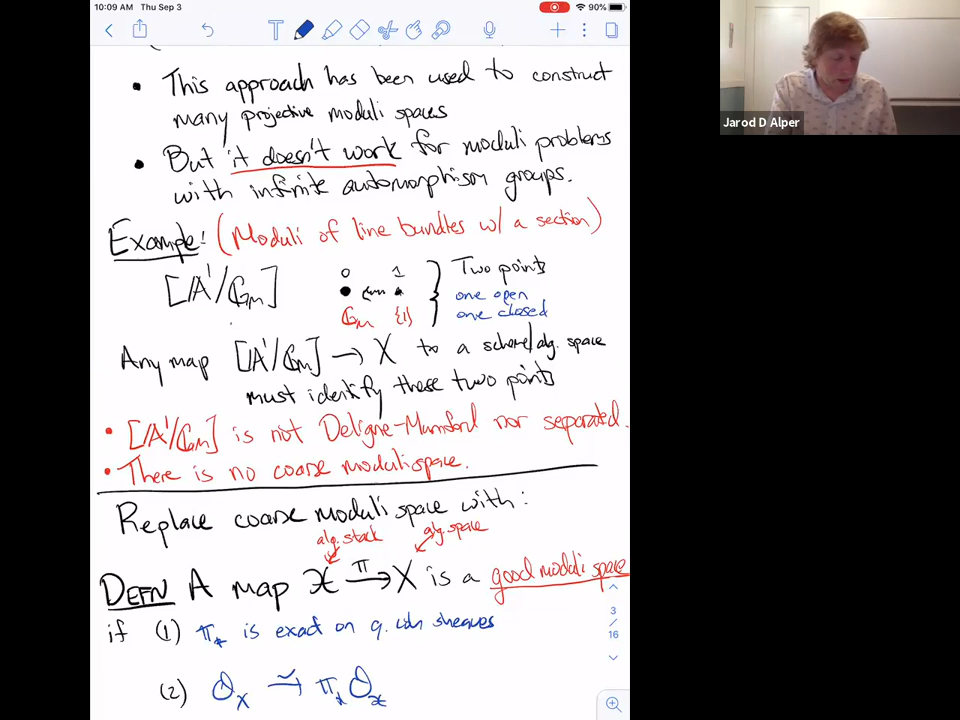 10:09 AM Thu Sep 3
90%
• This approach has been used to construct
many projective moduli spaces
• But it doesn't work for moduli problems
with infinite automorphism groups.
Example: (Moduli of line bundles w/ a section)
[𝔸¹/𝔾ₘ]
0 1
𝔾ₘ {1}
Two points
one open
one closed
Any map [𝔸¹/𝔾ₘ] → X to a scheme/alg. space
must identify these two points
• [𝔸¹/𝔾ₘ] is not Deligne-Mumford nor separated.
• There is no coarse moduli space.
Replace coarse moduli space with:
alg. stack alg. space
DEFN A map 𝒳 →π X is a good moduli space
if (1) π_* is exact on q. coh sheaves
(2) 𝒪_X ⥲ π_* 𝒪_𝒳
3
/
16
Jarod D Alper